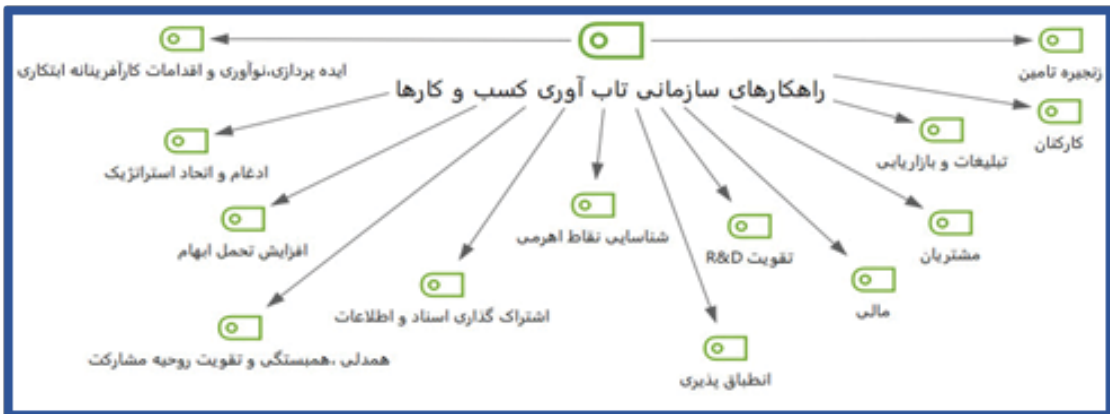 زنجیره تامین
ایده پردازی،نوآوری و اقدامات کارآفرینانه ابتکاری
راهکارهای سازمانی تاب آوری کسب و کارها
کارکنان
تبلیغات و بازاریابی
ادغام و اتحاد استراتژیک
شناسایی نقاط اهرمی
افزایش تحمل ابهام
مشتریان
تقویت R&D
مالی
اشتراک گذاری اسناد و اطلاعات
همدلی ،همبستگی و تقویت روحیه مشارکت
انطباق پذیری